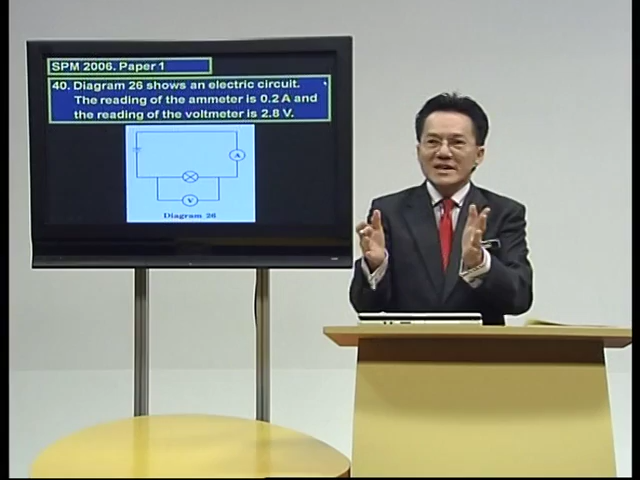 SPM 2006. Paper 1
40. Diagram 26 shows an electric circuit.
The reading of the ammeter is 0.2 A and
the reading of the voltmeter is 2.8 V.
A
V
Diagram 26